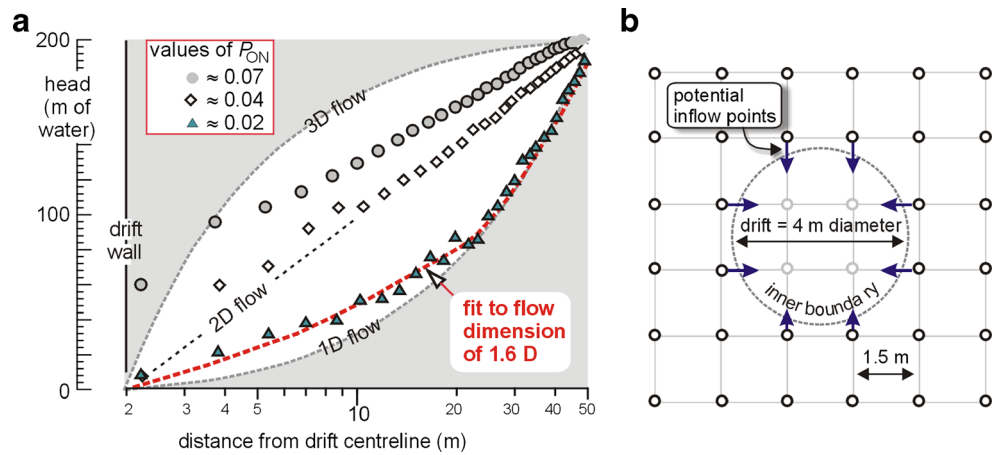 a
200
100
0
head
(m of
water)
values of PON
≈ 0.07
≈ 0.04
≈ 0.02
3D flow
drift
wall
2D flow
1D flow
fit to flow
dimension
of 1.6 D
2
3
4
5
10
20
30
40
50
distance from drift centreline (m)
b
potential
inflow points
drift = 4 m diameter
inner bounda ry
1.5 m